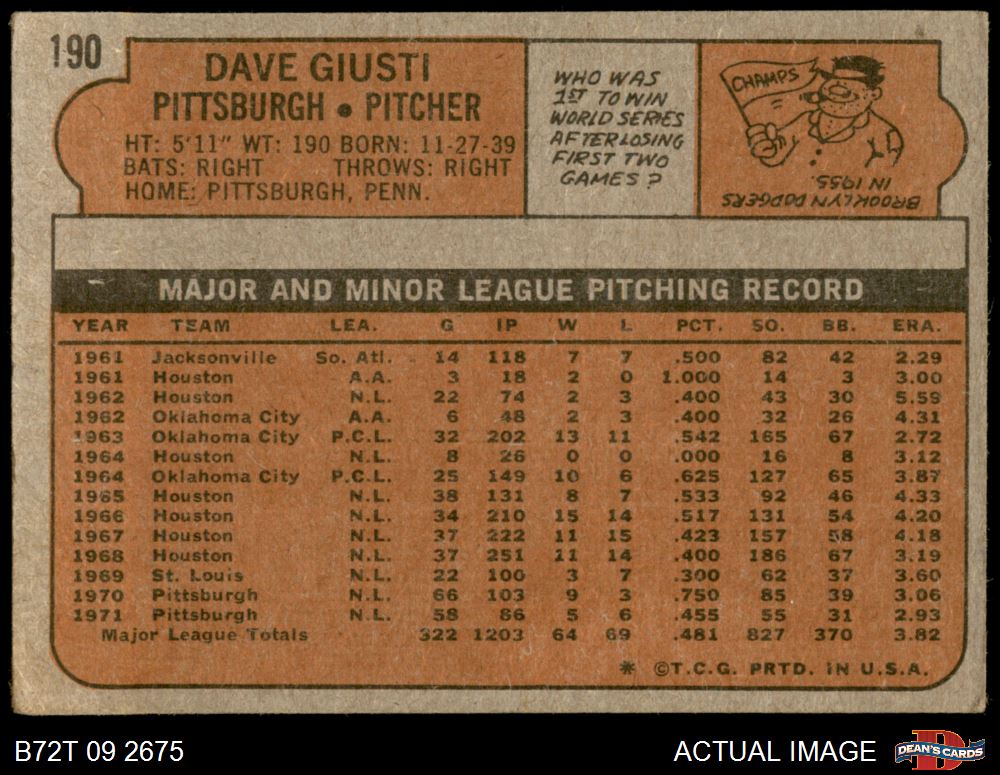 190
DAVE GIUSTI
PITTSBURGH • PITCHER
HT: 5'11" WT: 190 BORN: 11-27-39
BATS: RIGHT THROWS: RIGHT
HOME: PITTSBURGH, PENN.
WHO WAS
1ST TO WIN
WORLD SERIES
AFTER LOSING
FIRST TWO
GAMES?
CHAMPS
BROOKLYN DODGERS
IN 1955.
MAJOR AND MINOR LEAGUE PITCHING RECORD
YEAR TEAM LEA. G IP W L PCT. SO. BB. ERA.
1961 Jacksonville So. Atl. 14 118 7 7 .500 82 42 2.29
1961 Houston A.A. 3 18 2 0 1.000 14 3 3.00
1962 Houston N.L. 22 74 2 3 .400 43 30 5.59
1962 Oklahoma City A.A. 6 48 2 3 .400 32 26 4.31
1963 Oklahoma City P.C.L. 32 202 13 11 .542 165 67 2.72
1964 Houston N.L. 8 26 0 0 .000 16 8 3.12
1964 Oklahoma City P.C.L. 25 149 10 6 .625 127 65 3.87
1965 Houston N.L. 38 131 8 7 .533 92 46 4.33
1966 Houston N.L. 34 210 15 14 .517 131 54 4.20
1967 Houston N.L. 37 222 11 15 .423 157 58 4.18
1968 Houston N.L. 37 251 11 14 .400 186 67 3.19
1969 St. Louis N.L. 22 100 3 7 .300 62 37 3.60
1970 Pittsburgh N.L. 66 103 9 3 .750 85 39 3.06
1971 Pittsburgh N.L. 58 86 5 6 .455 55 31 2.93
Major League Totals 322 1203 64 69 .481 827 370 3.82
* ©T.C.G. PRTD. IN U.S.A.
B72T 09 2675
ACTUAL IMAGE
DEAN'S CARDS